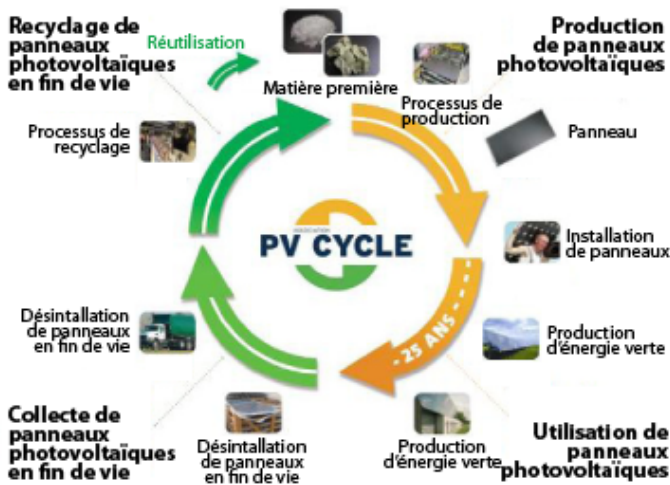 Recyclage de
panneaux
photovoltaïques
en fin de vie
Réutilisation
Matière première
Production
de panneaux
photovoltaïques
Processus de
production
Panneau
Processus de
recyclage
PV CYCLE
Installation
de panneaux
Désintallation
de panneaux
en fin de vie
- 25 ANS -
Production
d'énergie verte
Collecte de
panneaux
photovoltaïques
en fin de vie
Désintallation
de panneaux
en fin de vie
Production
d'énergie verte
Utilisation de
panneaux
photovoltaïques